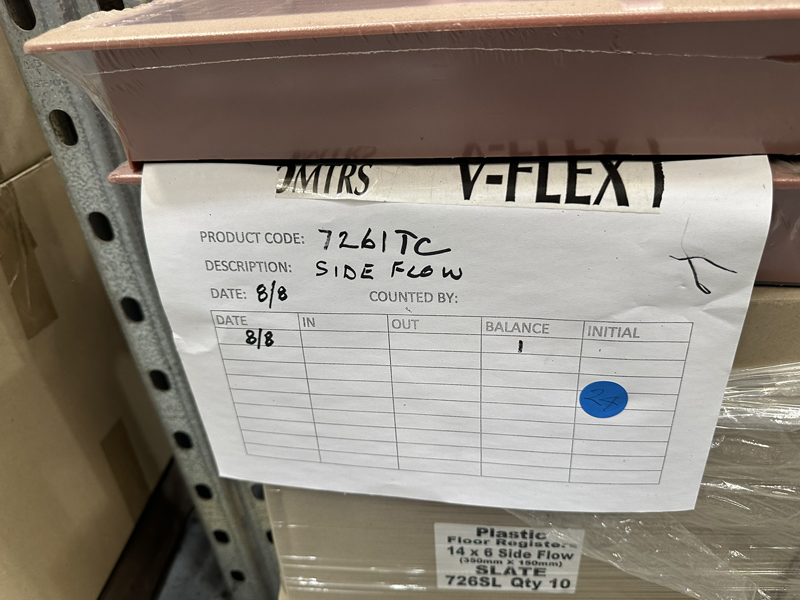 OMTRS V-FLEX
PRODUCT CODE: 7261TC
DESCRIPTION: SIDE FLOW
DATE: 8/8 COUNTED BY:
DATE IN OUT BALANCE INITIAL
8/8 1
24
Plastic
Floor Registers
14 x 6 Side Flow
(350mm X 150mm)
SLATE
726SL Qty 10